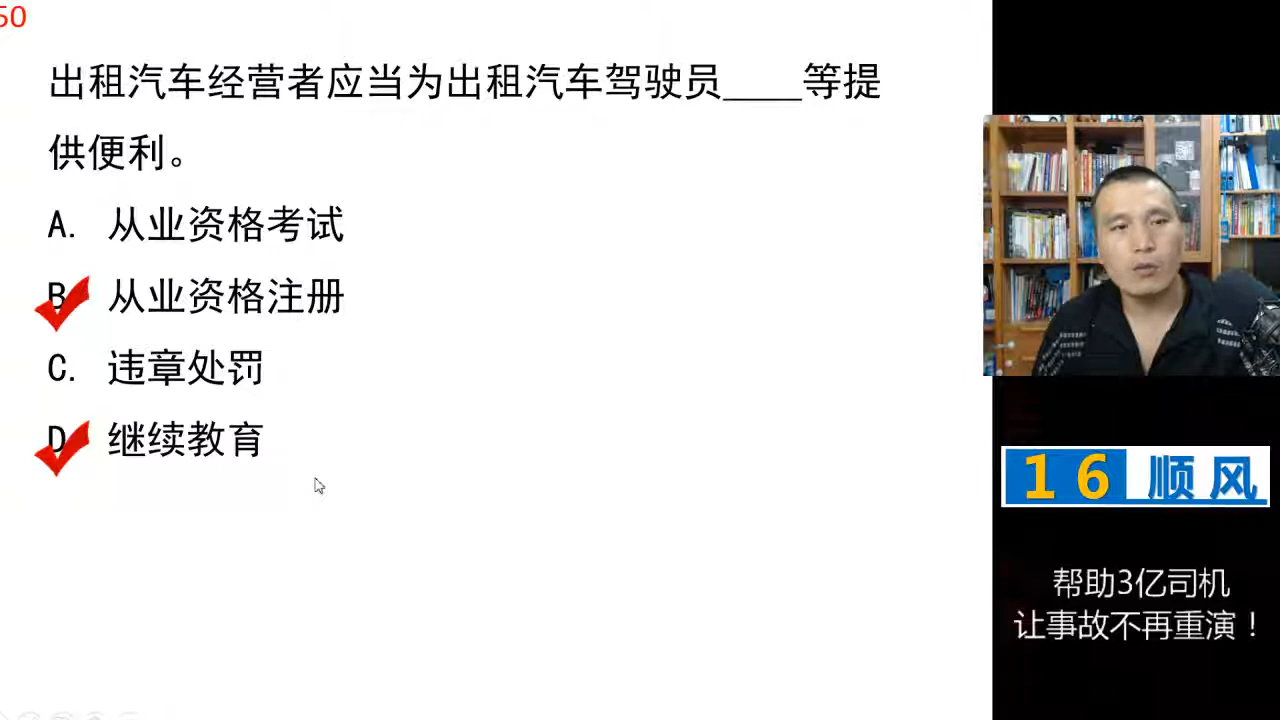 50
出租汽车经营者应当为出租汽车驾驶员____等提
供便利。
A. 从业资格考试
B 从业资格注册
C. 违章处罚
D 继续教育
16顺风
帮助3亿司机
让事故不再重演！